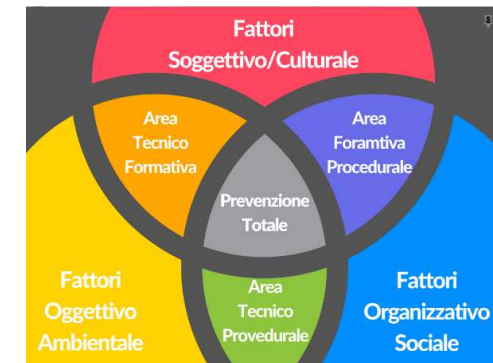 Fattori
Soggettivo/Culturale
Area
Tecnico
Formativa
Area
Foramtiva
Procedurale
Prevenzione
Totale
Fattori
Oggettivo
Ambientale
Area
Tecnico
Provedurale
Fattori
Organizzativo
Sociale